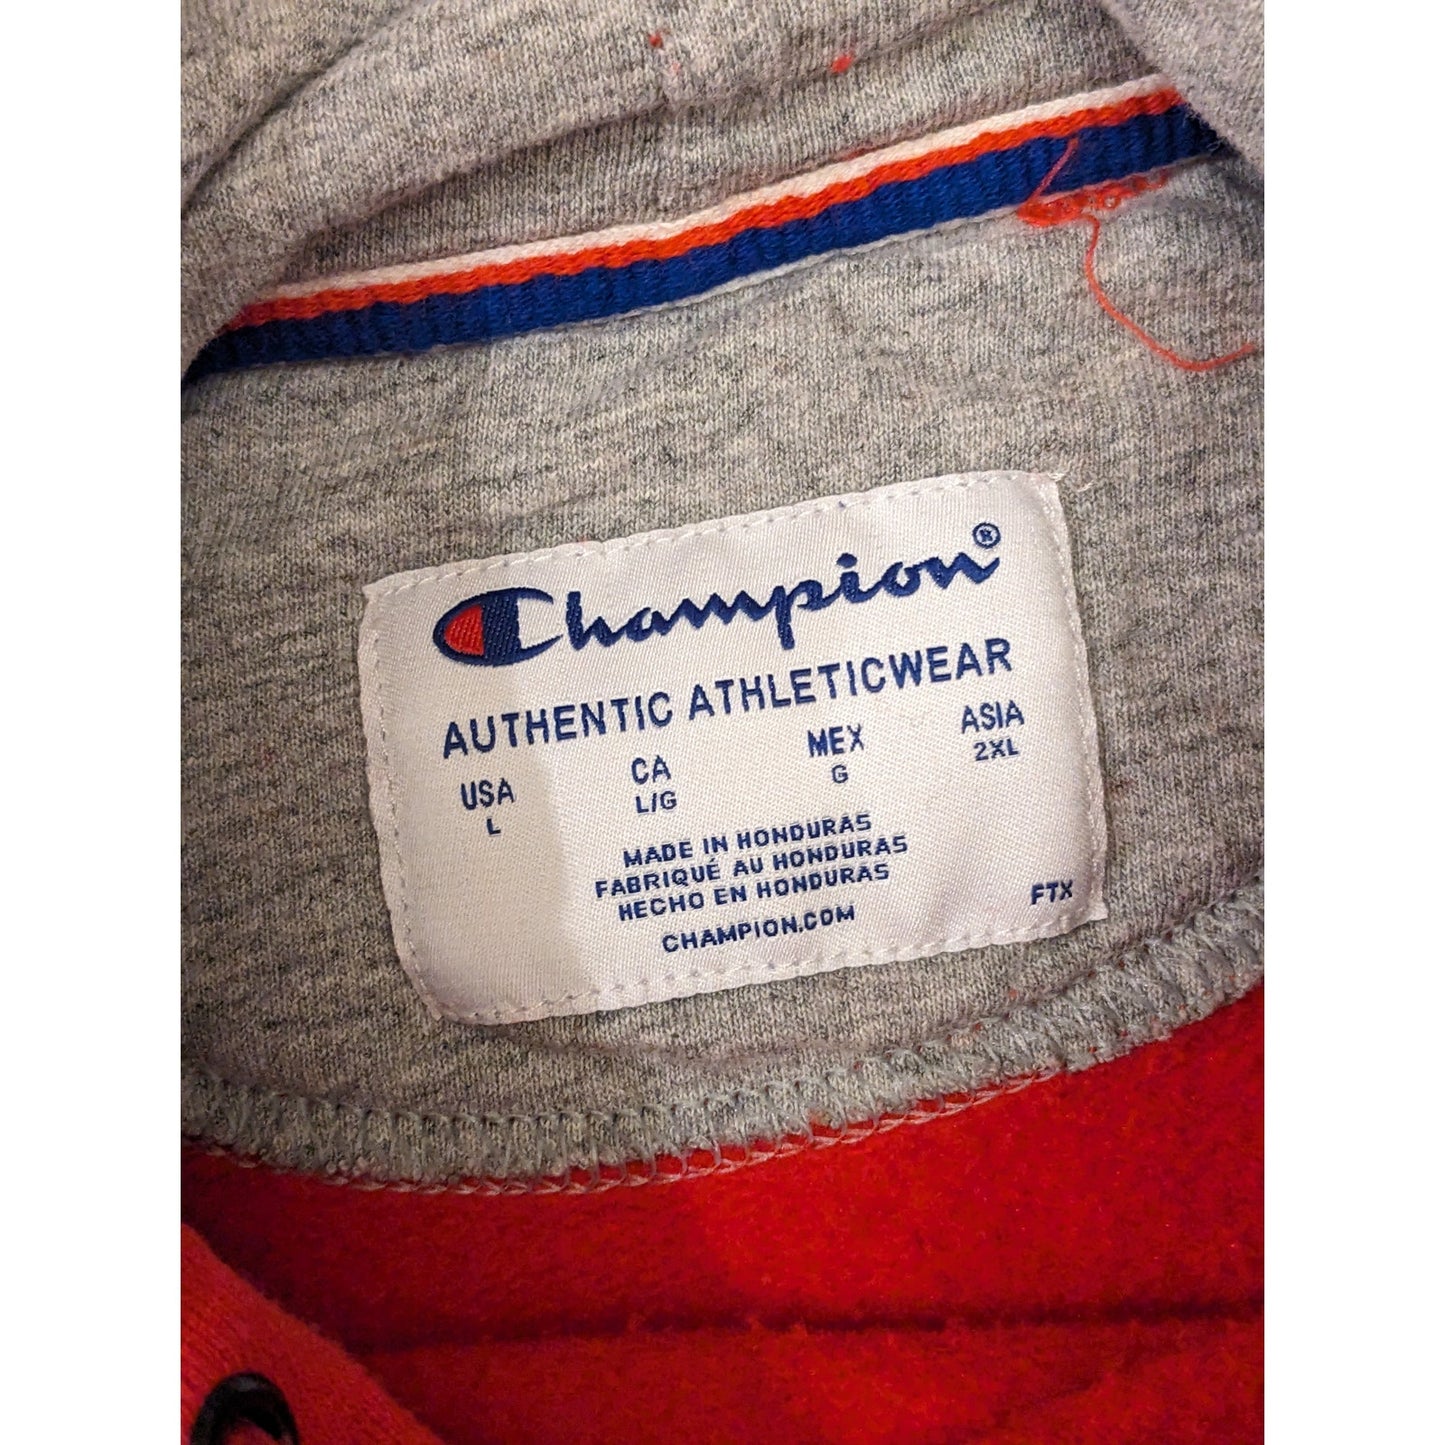 Champion®
AUTHENTIC ATHLETICWEAR
USA CA MEX ASIA
L L/G G 2XL
MADE IN HONDURAS
FABRIQUÉ AU HONDURAS
HECHO EN HONDURAS
CHAMPION.COM
FTX